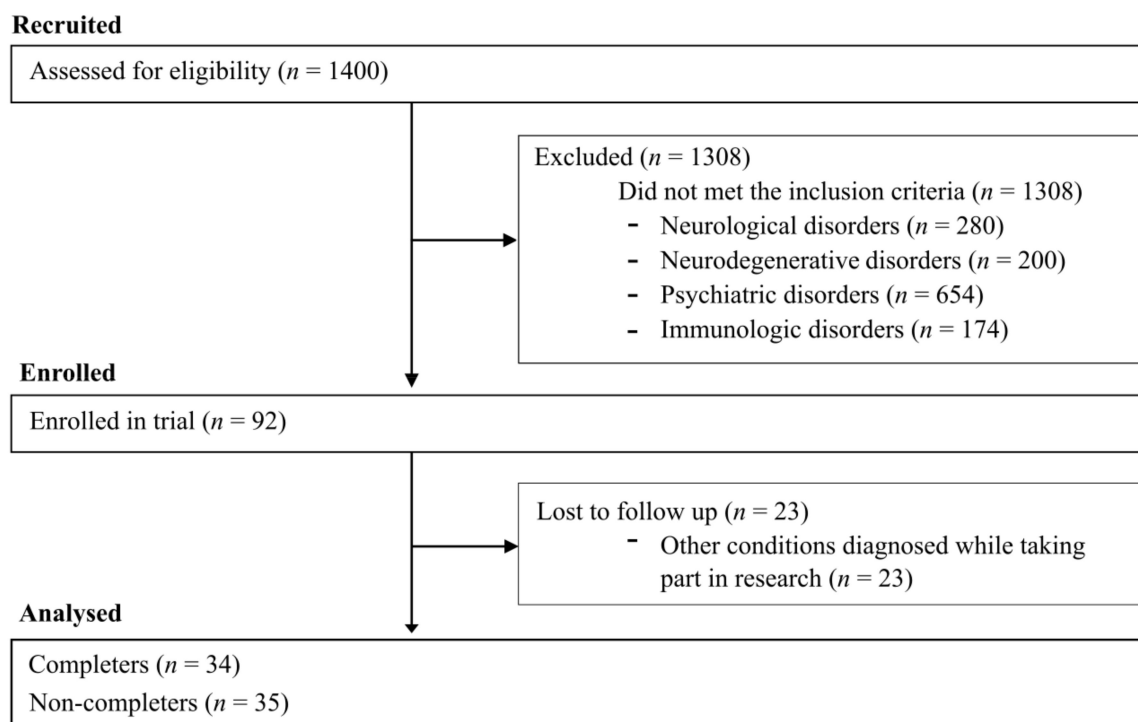 Recruited
Assessed for eligibility (n = 1400)
Excluded (n = 1308)
Did not met the inclusion criteria (n = 1308)
- Neurological disorders (n = 280)
- Neurodegenerative disorders (n = 200)
- Psychiatric disorders (n = 654)
- Immunologic disorders (n = 174)
Enrolled
Enrolled in trial (n = 92)
Lost to follow up (n = 23)
- Other conditions diagnosed while taking
part in research (n = 23)
Analysed
Completers (n = 34)
Non-completers (n = 35)